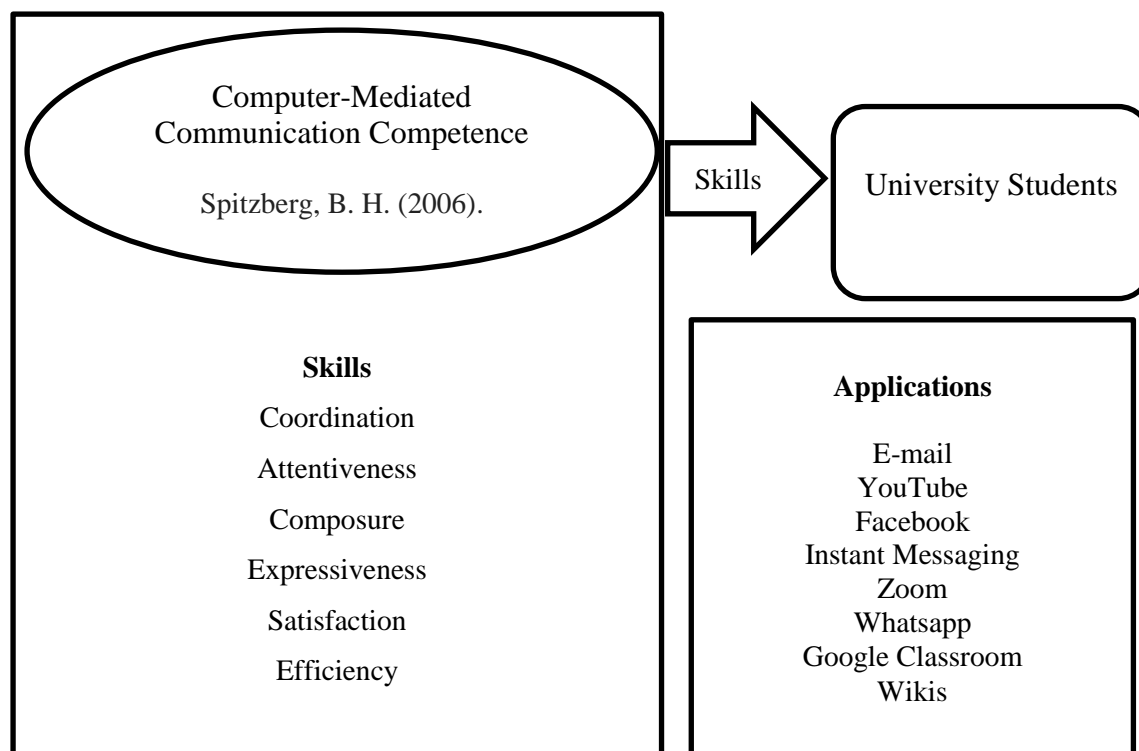 Computer-Mediated
Communication Competence
Spitzberg, B. H. (2006).
Skills
University Students
Skills
Coordination
Attentiveness
Composure
Expressiveness
Satisfaction
Efficiency
Applications
E-mail
YouTube
Facebook
Instant Messaging
Zoom
Whatsapp
Google Classroom
Wikis